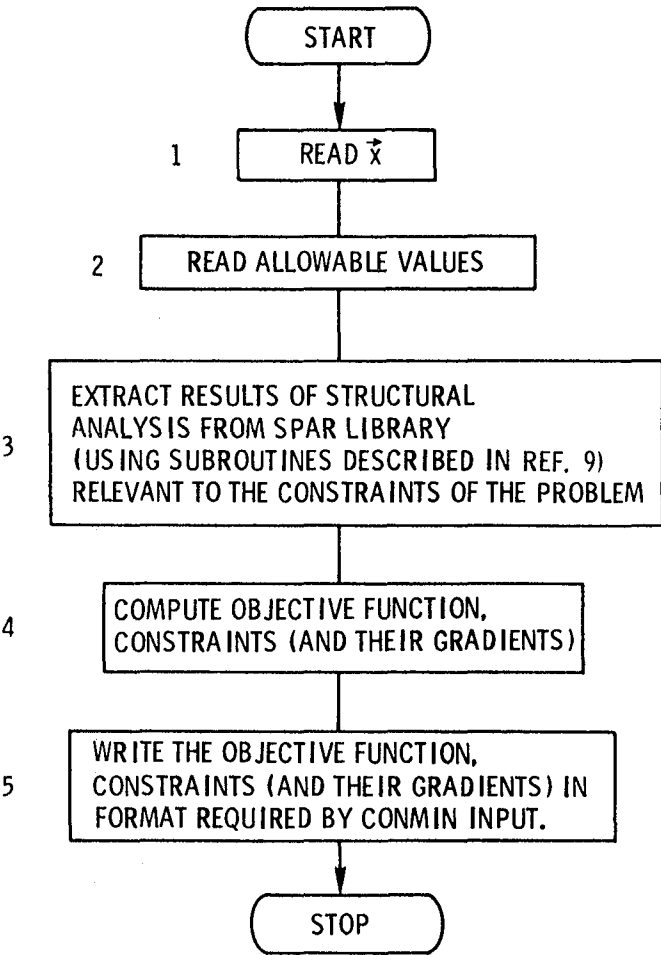 START
1
READ x⃗
2
READ ALLOWABLE VALUES
3
EXTRACT RESULTS OF STRUCTURAL
ANALYSIS FROM SPAR LIBRARY
(USING SUBROUTINES DESCRIBED IN REF. 9)
RELEVANT TO THE CONSTRAINTS OF THE PROBLEM
4
COMPUTE OBJECTIVE FUNCTION,
CONSTRAINTS (AND THEIR GRADIENTS)
5
WRITE THE OBJECTIVE FUNCTION,
CONSTRAINTS (AND THEIR GRADIENTS) IN
FORMAT REQUIRED BY CONMIN INPUT.
STOP